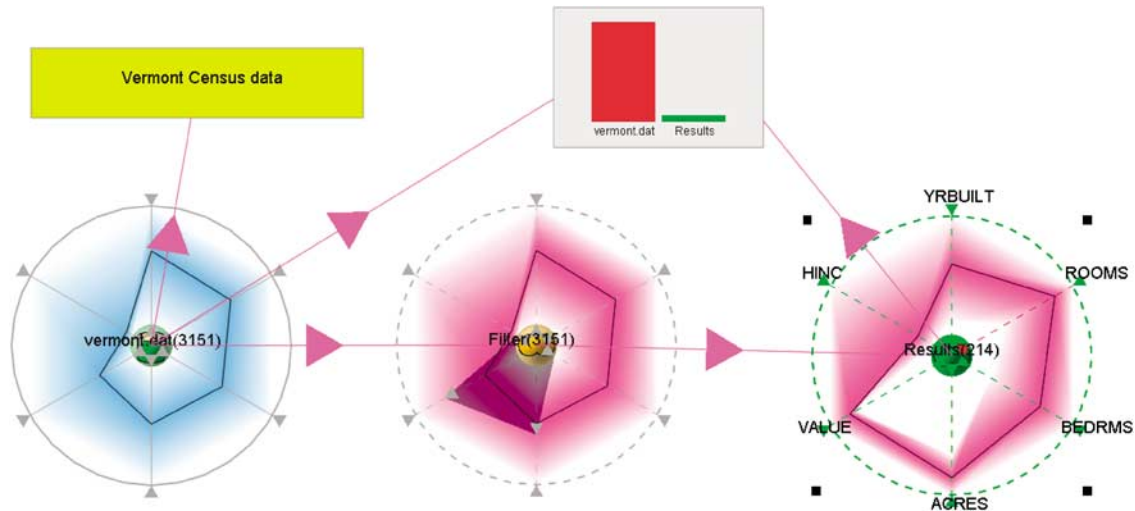 Vermont Census data
vermont.dat
Results
YRBUILT
HINC
ROOMS
vermont.dat(3151)
Filter(3151)
Results(214)
VALUE
BEDRMS
ACRES